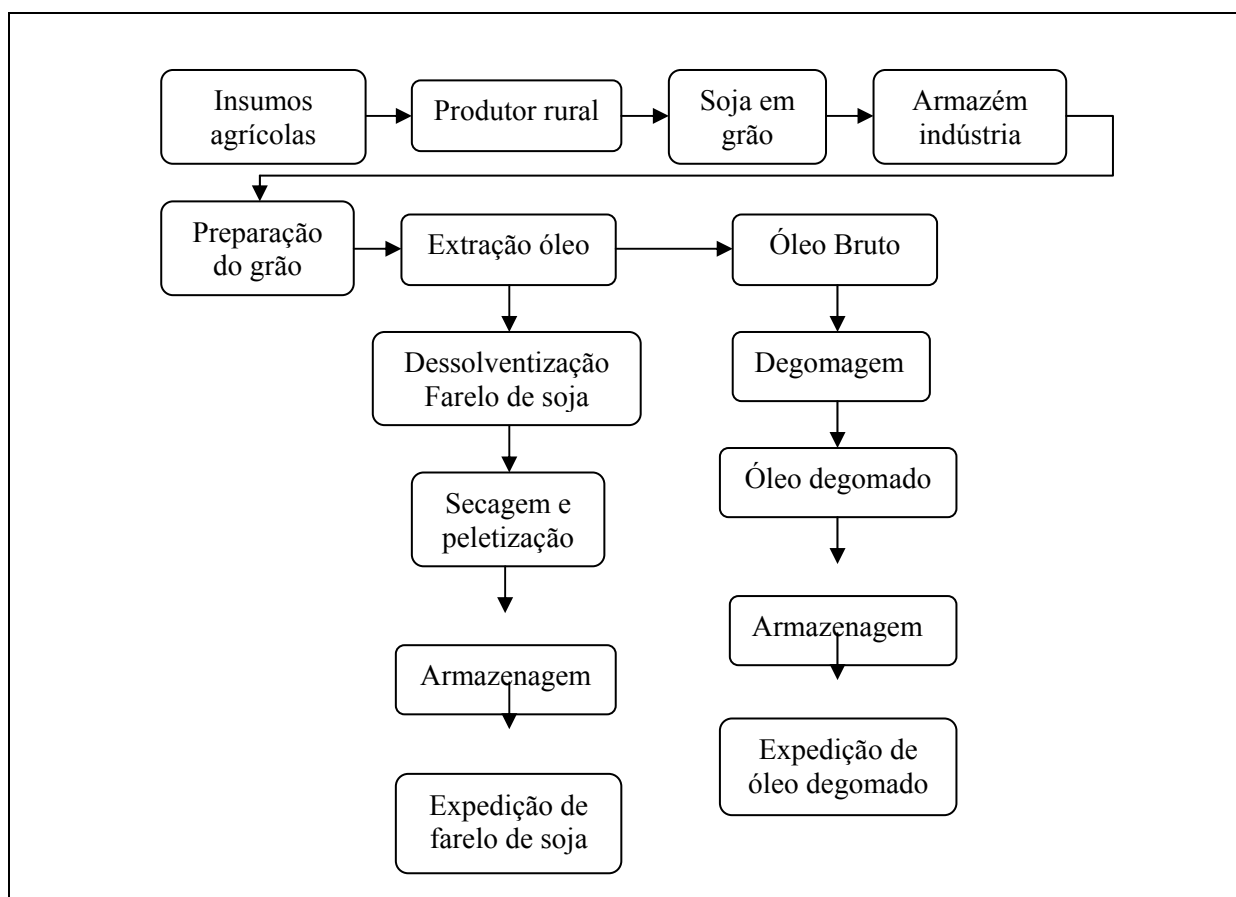 Insumos
agrícolas
Produtor rural
Soja em
grão
Armazém
indústria
Preparação
do grão
Extração óleo
Óleo Bruto
Dessolventização
Farelo de soja
Degomagem
Secagem e
peletização
Óleo degomado
Armazenagem
Armazenagem
Expedição de
farelo de soja
Expedição de
óleo degomado